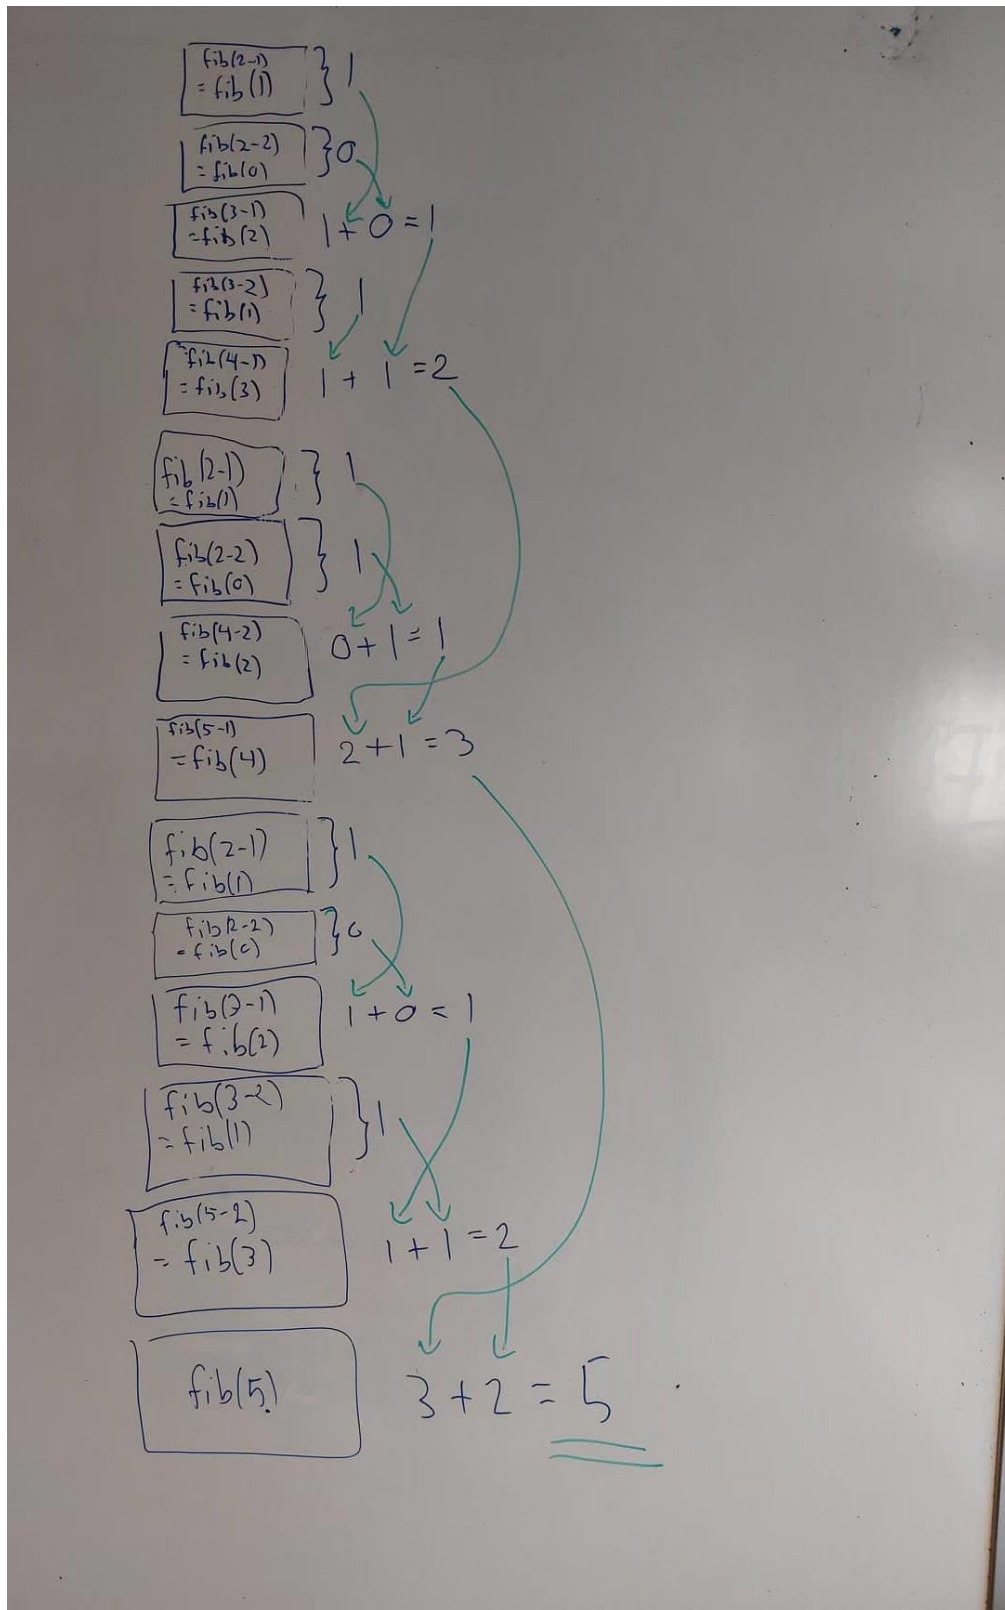 fib(2-1)
= fib(1) } 1
fib(2-2)
= fib(0) } 0
fib(3-1)
= fib(2) 1 + 0 = 1
fib(3-2)
= fib(1) } 1
fib(4-1)
= fib(3) 1 + 1 = 2
fib(2-1)
= fib(1) } 1
fib(2-2)
= fib(0) } 1
fib(4-2)
= fib(2) 0 + 1 = 1
fib(5-1)
= fib(4) 2 + 1 = 3
fib(2-1)
= fib(1) } 1
fib(2-2)
= fib(0) } 0
fib(3-1)
= fib(2) 1 + 0 = 1
fib(3-2)
= fib(1) } 1
fib(5-2)
= fib(3) 1 + 1 = 2
fib(5) 3 + 2 = 5